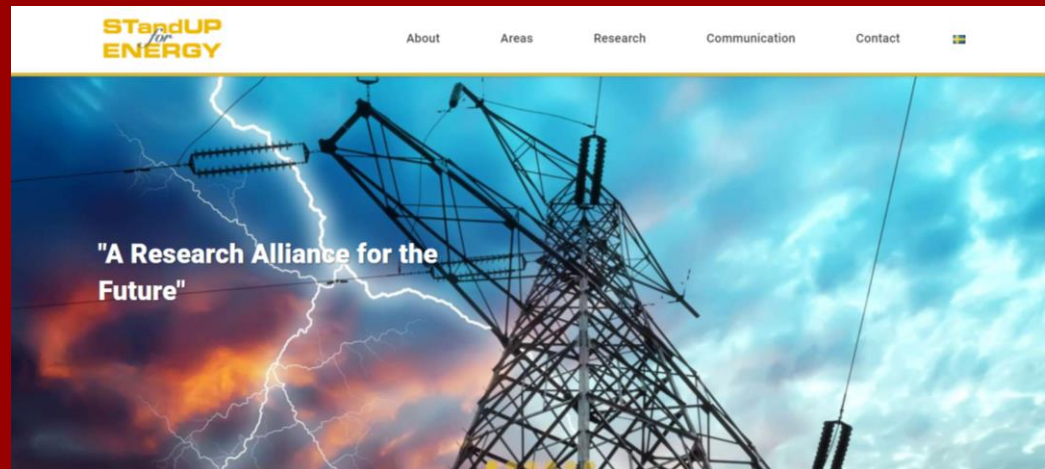 STandUP
for
ENERGY
About
Areas
Research
Communication
Contact
"A Research Alliance for the
Future"